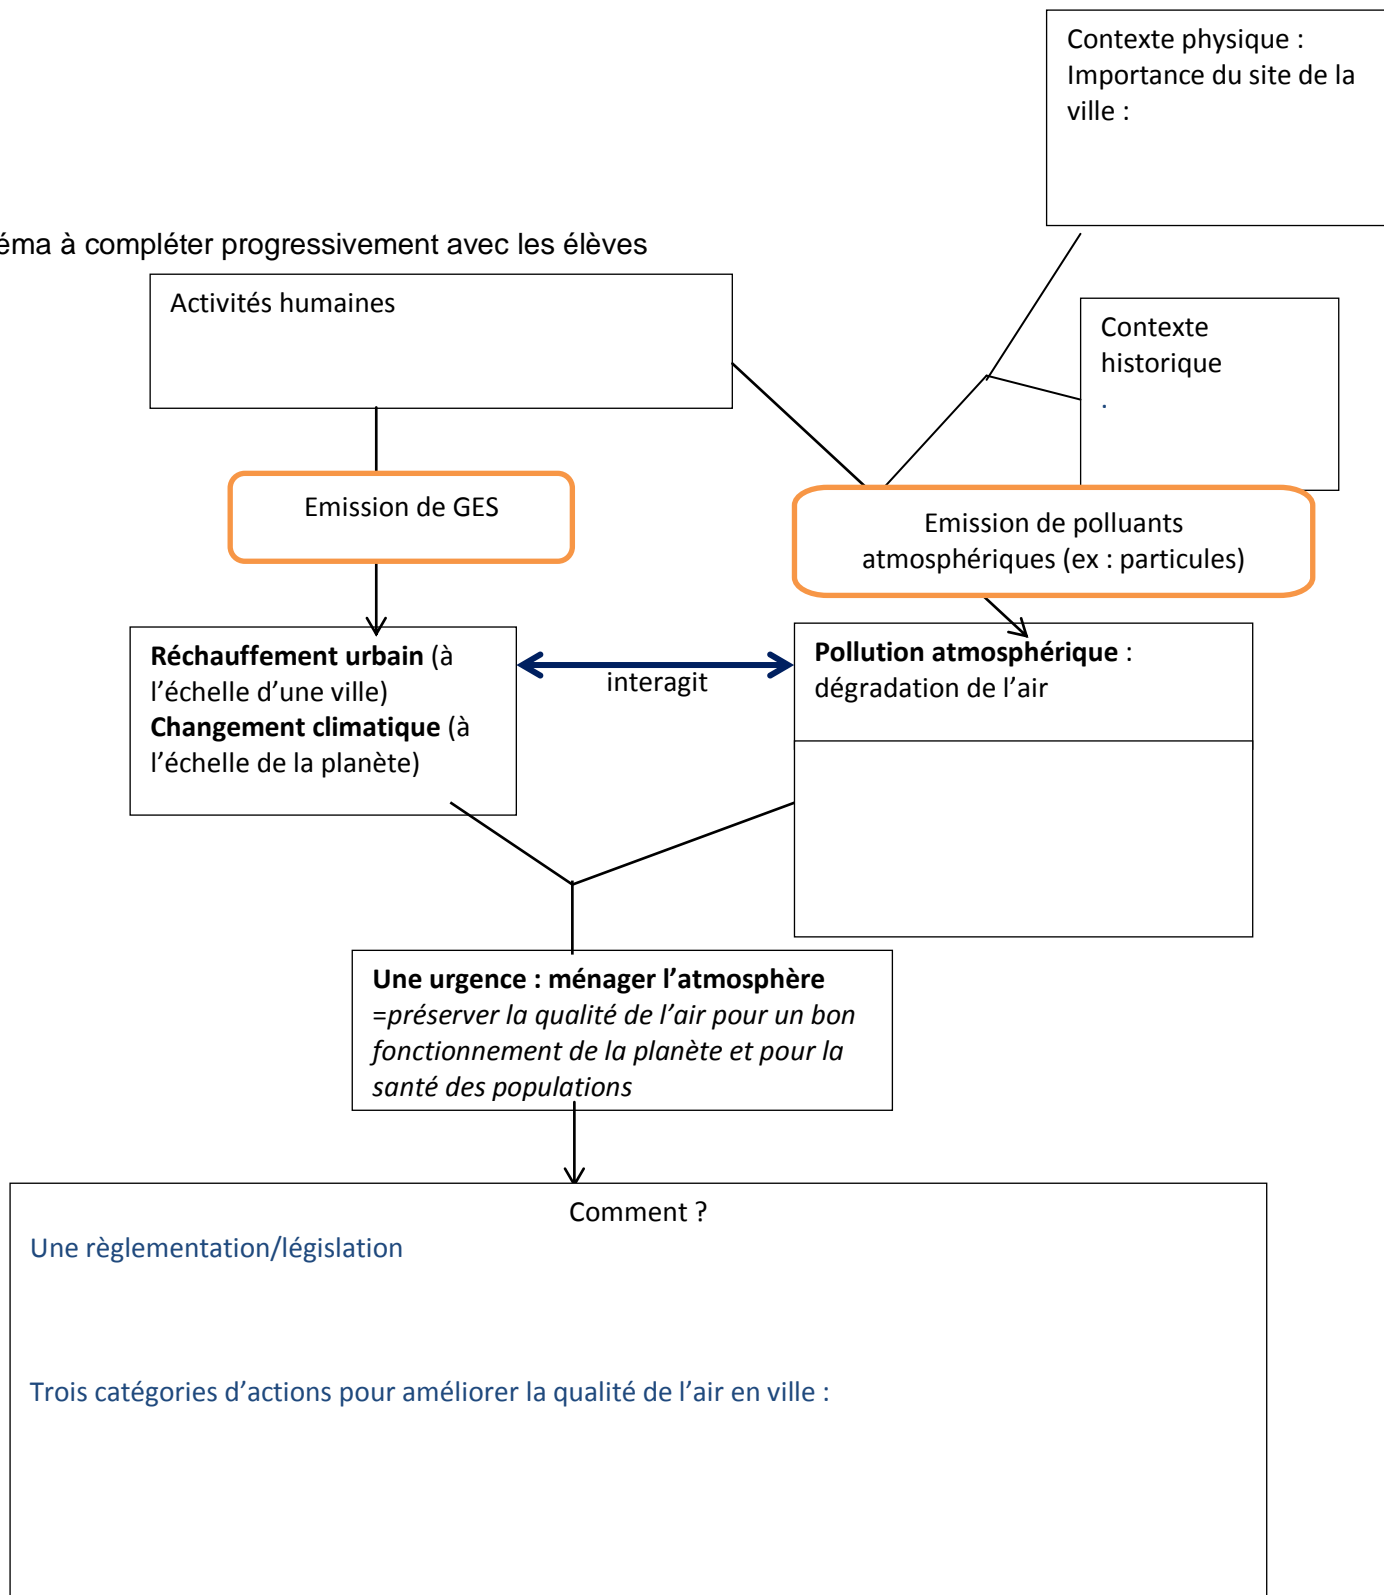 Contexte physique :
Importance du site de la
ville :
éma à compléter progressivement avec les élèves
Activités humaines
Contexte
historique
.
Emission de GES
Emission de polluants
atmosphériques (ex : particules)
Réchauffement urbain (à
l’échelle d’une ville)
Changement climatique (à
l’échelle de la planète)
interagit
Pollution atmosphérique :
dégradation de l’air
Une urgence : ménager l’atmosphère
=préserver la qualité de l’air pour un bon
fonctionnement de la planète et pour la
santé des populations
Comment ?
Une règlementation/législation
Trois catégories d’actions pour améliorer la qualité de l’air en ville :